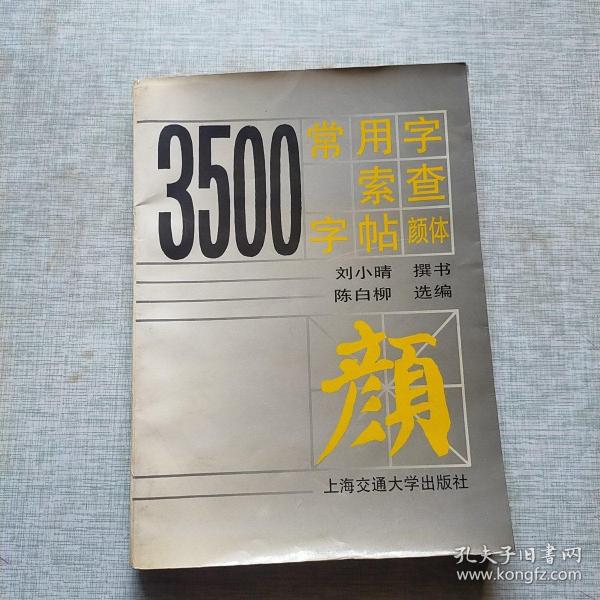 3500
常用字
索查
字帖颜体
刘小晴 撰书
陈白柳 选编
顔
上海交通大学出版社
孔夫子旧书网
www.kongfz.com